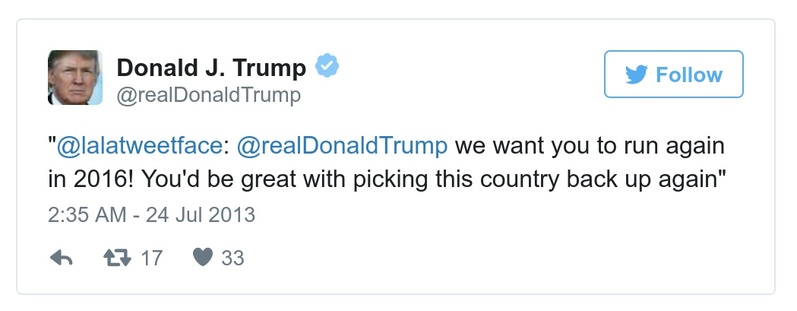 Donald J. Trump
@realDonaldTrump
Follow
"@lalatweetface: @realDonaldTrump we want you to run again
in 2016! You'd be great with picking this country back up again"
2:35 AM - 24 Jul 2013
17 33